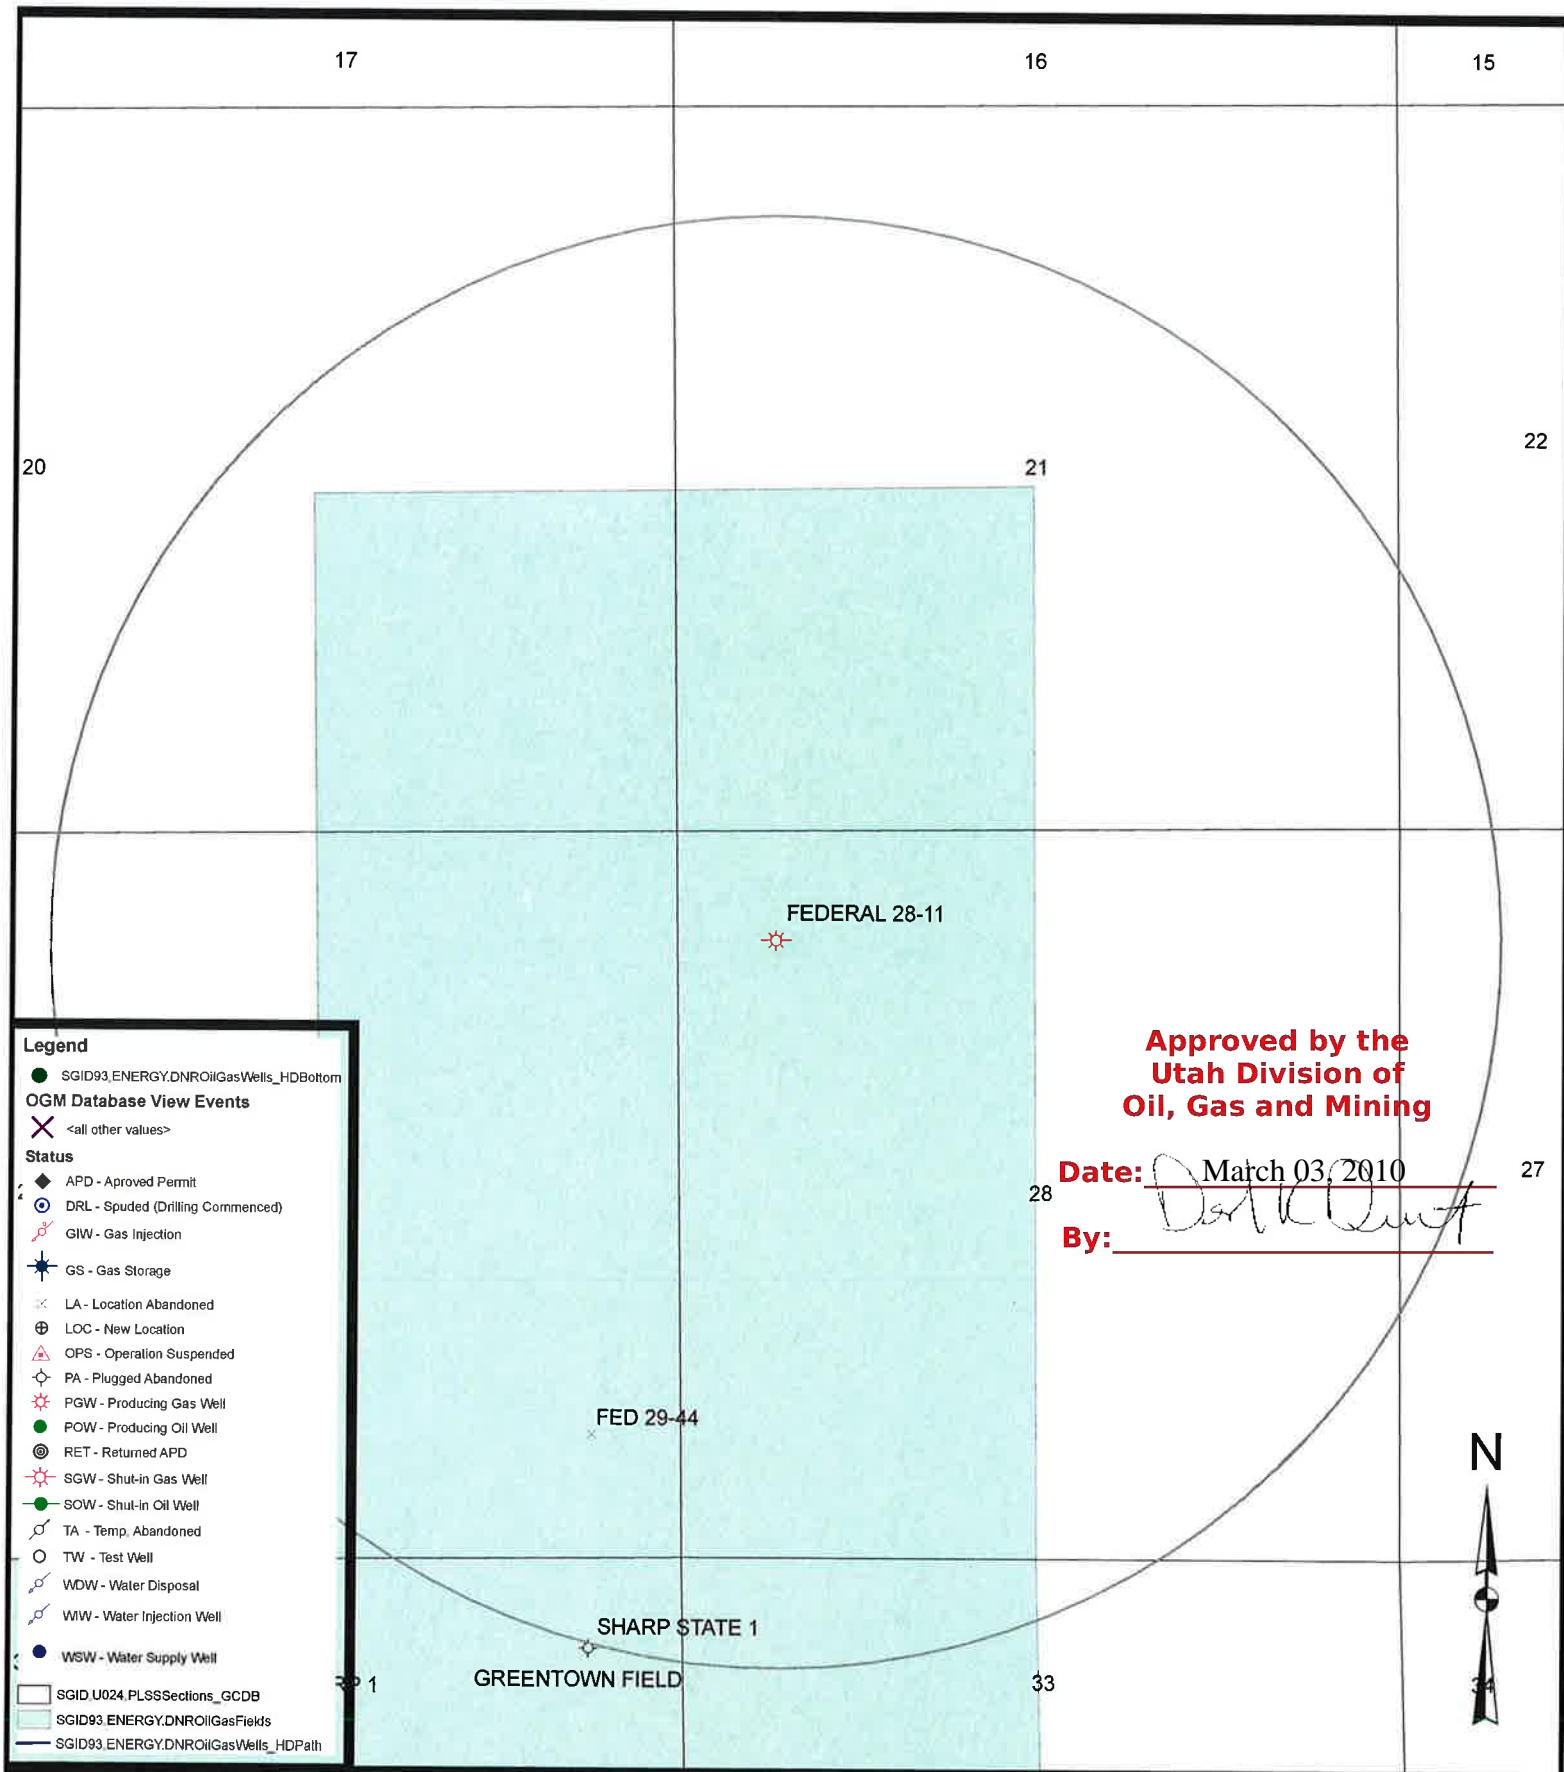 17
16
15
20
21
22
FEDERAL 28-11
Approved by the
Utah Division of
Oil, Gas and Mining
Date: March 03, 2010
By:
27
28
FED 29-44
N
SHARP STATE 1
GREENTOWN FIELD
1
33
34
Legend
SGID93.ENERGY.DNROilGasWells_HDBottom
OGM Database View Events
<all other values>
Status
APD - Aproved Permit
DRL - Spuded (Drilling Commenced)
GIW - Gas Injection
GS - Gas Storage
LA - Location Abandoned
LOC - New Location
OPS - Operation Suspended
PA - Plugged Abandoned
PGW - Producing Gas Well
POW - Producing Oil Well
RET - Returned APD
SGW - Shut-in Gas Well
SOW - Shut-in Oil Well
TA - Temp. Abandoned
TW - Test Well
WDW - Water Disposal
WIW - Water Injection Well
WSW - Water Supply Well
SGID.U024.PLSSSections_GCDB
SGID93.ENERGY.DNROilGasFields
SGID93.ENERGY.DNROilGasWells_HDPath